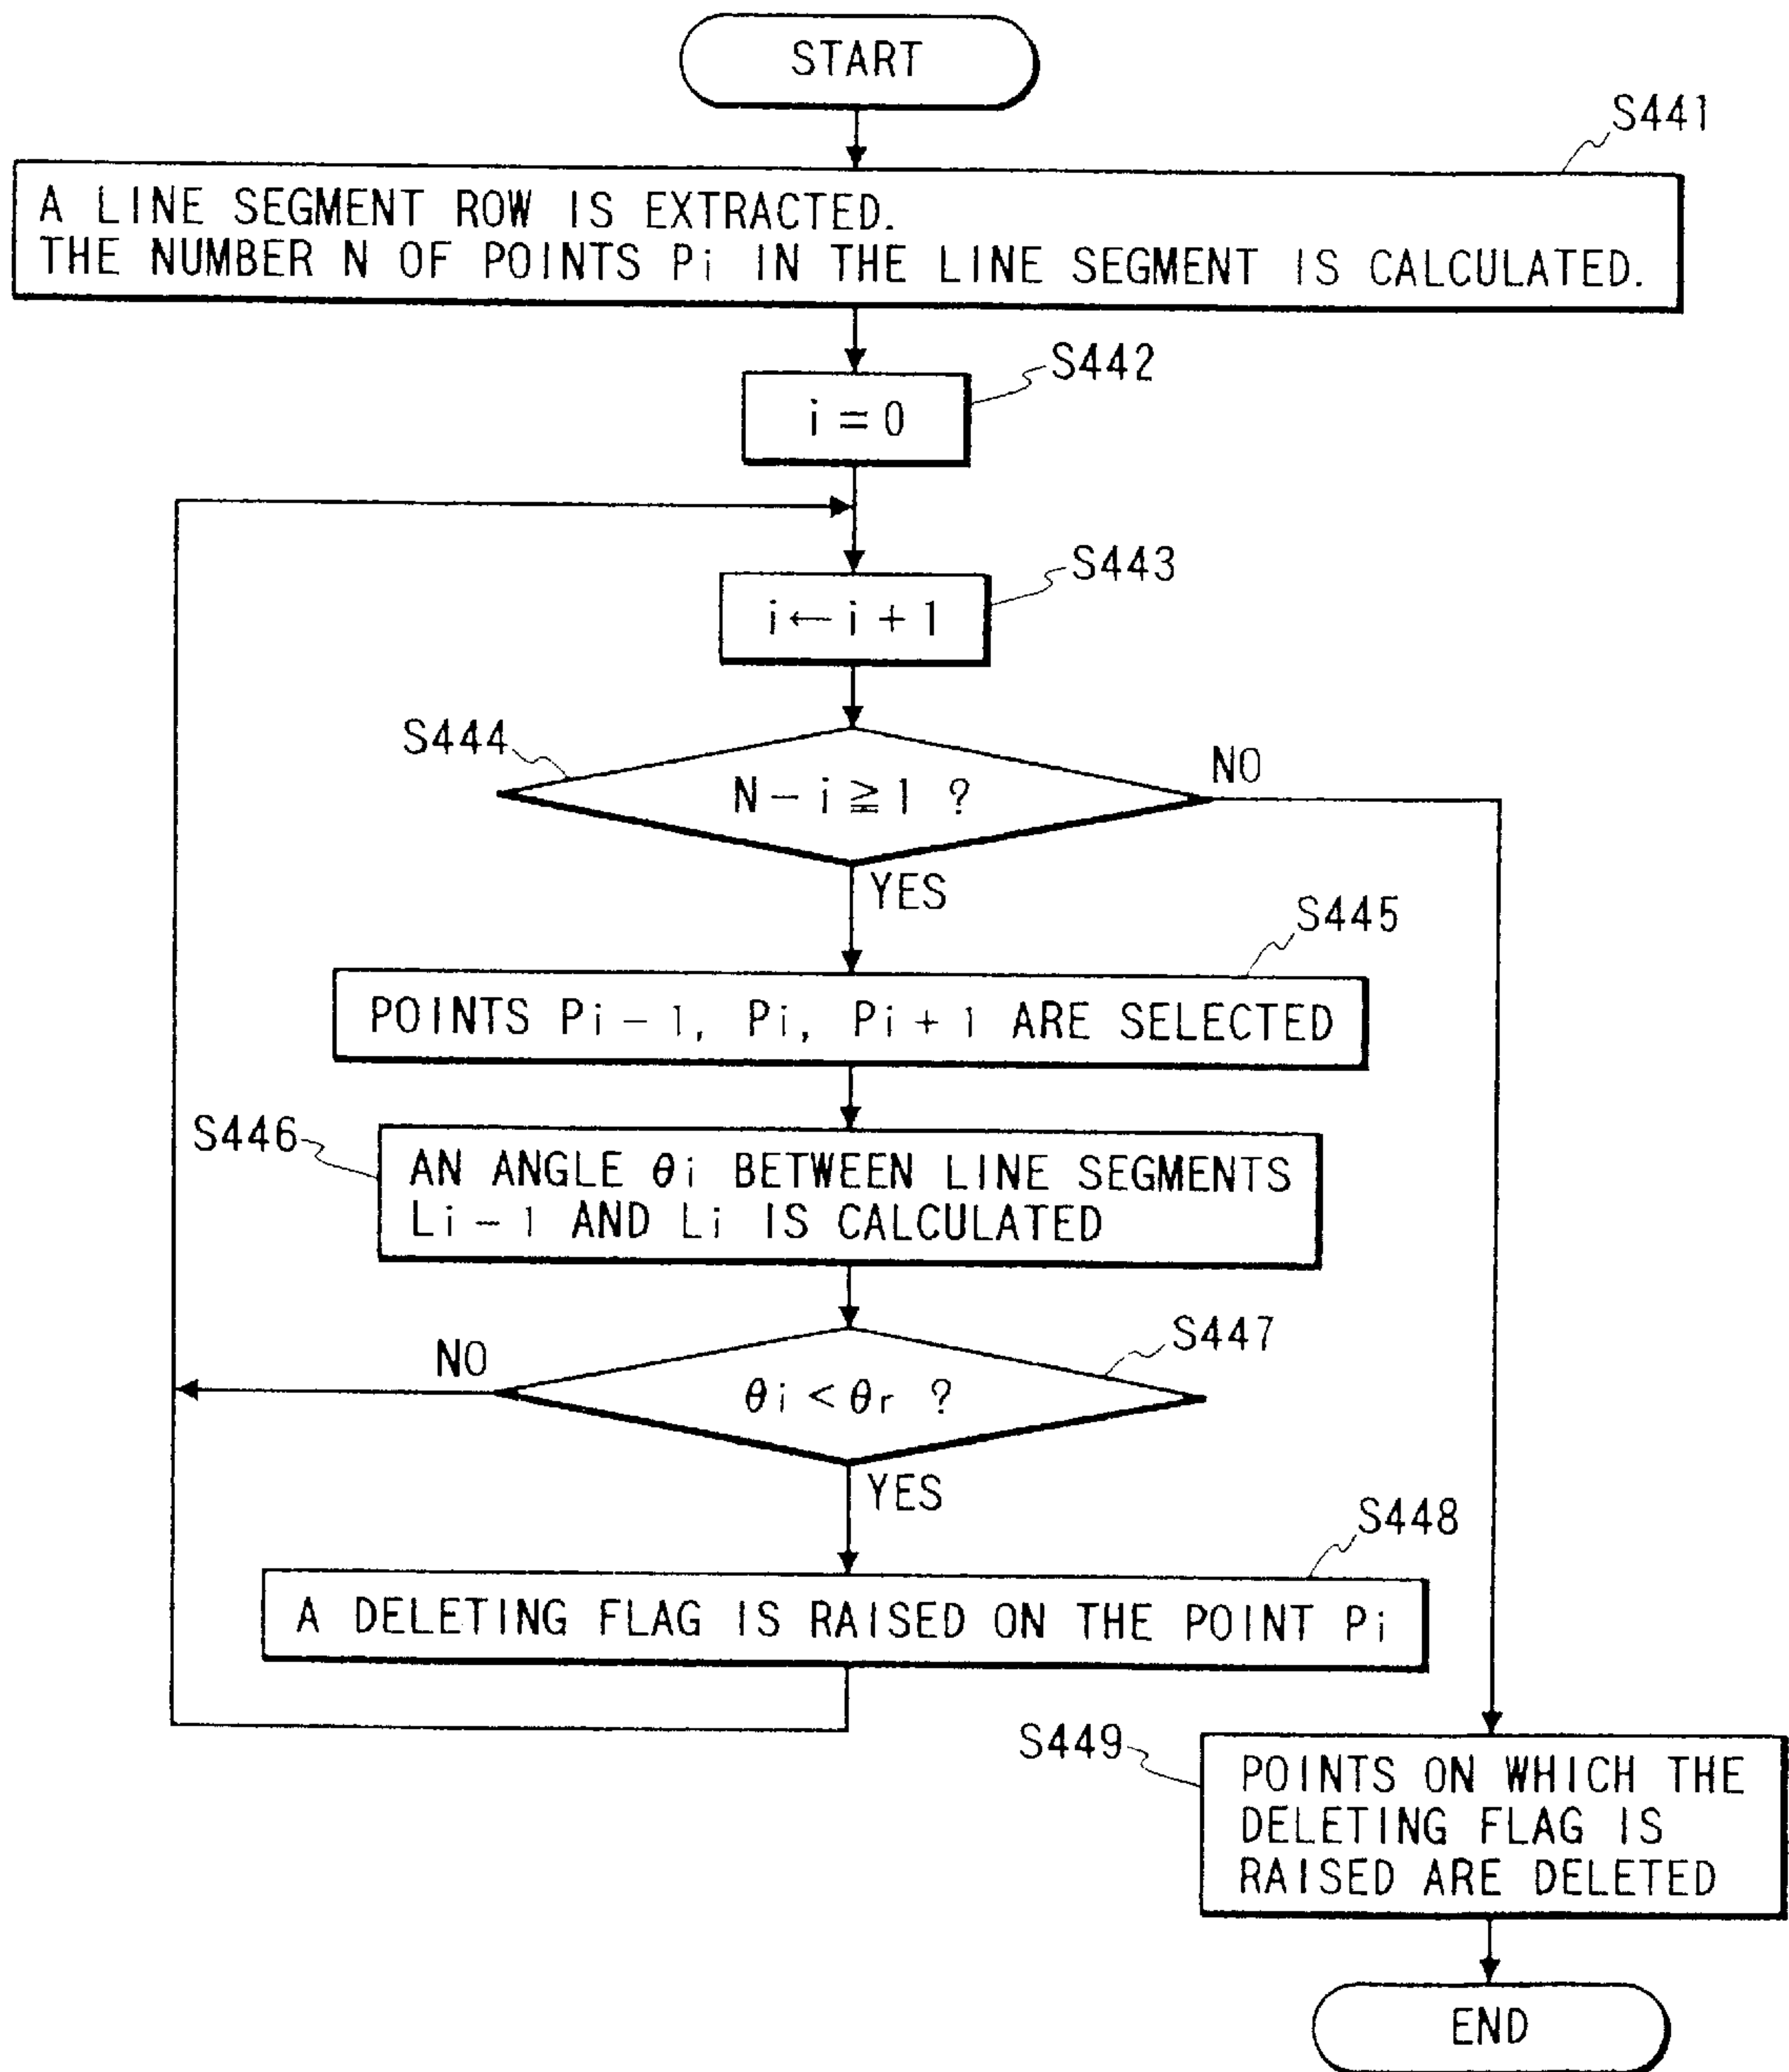 START
S441
A LINE SEGMENT ROW IS EXTRACTED.
THE NUMBER N OF POINTS Pi IN THE LINE SEGMENT IS CALCULATED.
S442
i = 0
S443
i ← i + 1
S444
N - i ≧ 1 ?
NO
YES
S445
POINTS Pi-1, Pi, Pi+1 ARE SELECTED
S446
AN ANGLE θi BETWEEN LINE SEGMENTS
Li-1 AND Li IS CALCULATED
S447
NO
θi < θr ?
YES
S448
A DELETING FLAG IS RAISED ON THE POINT Pi
S449
POINTS ON WHICH THE
DELETING FLAG IS
RAISED ARE DELETED
END